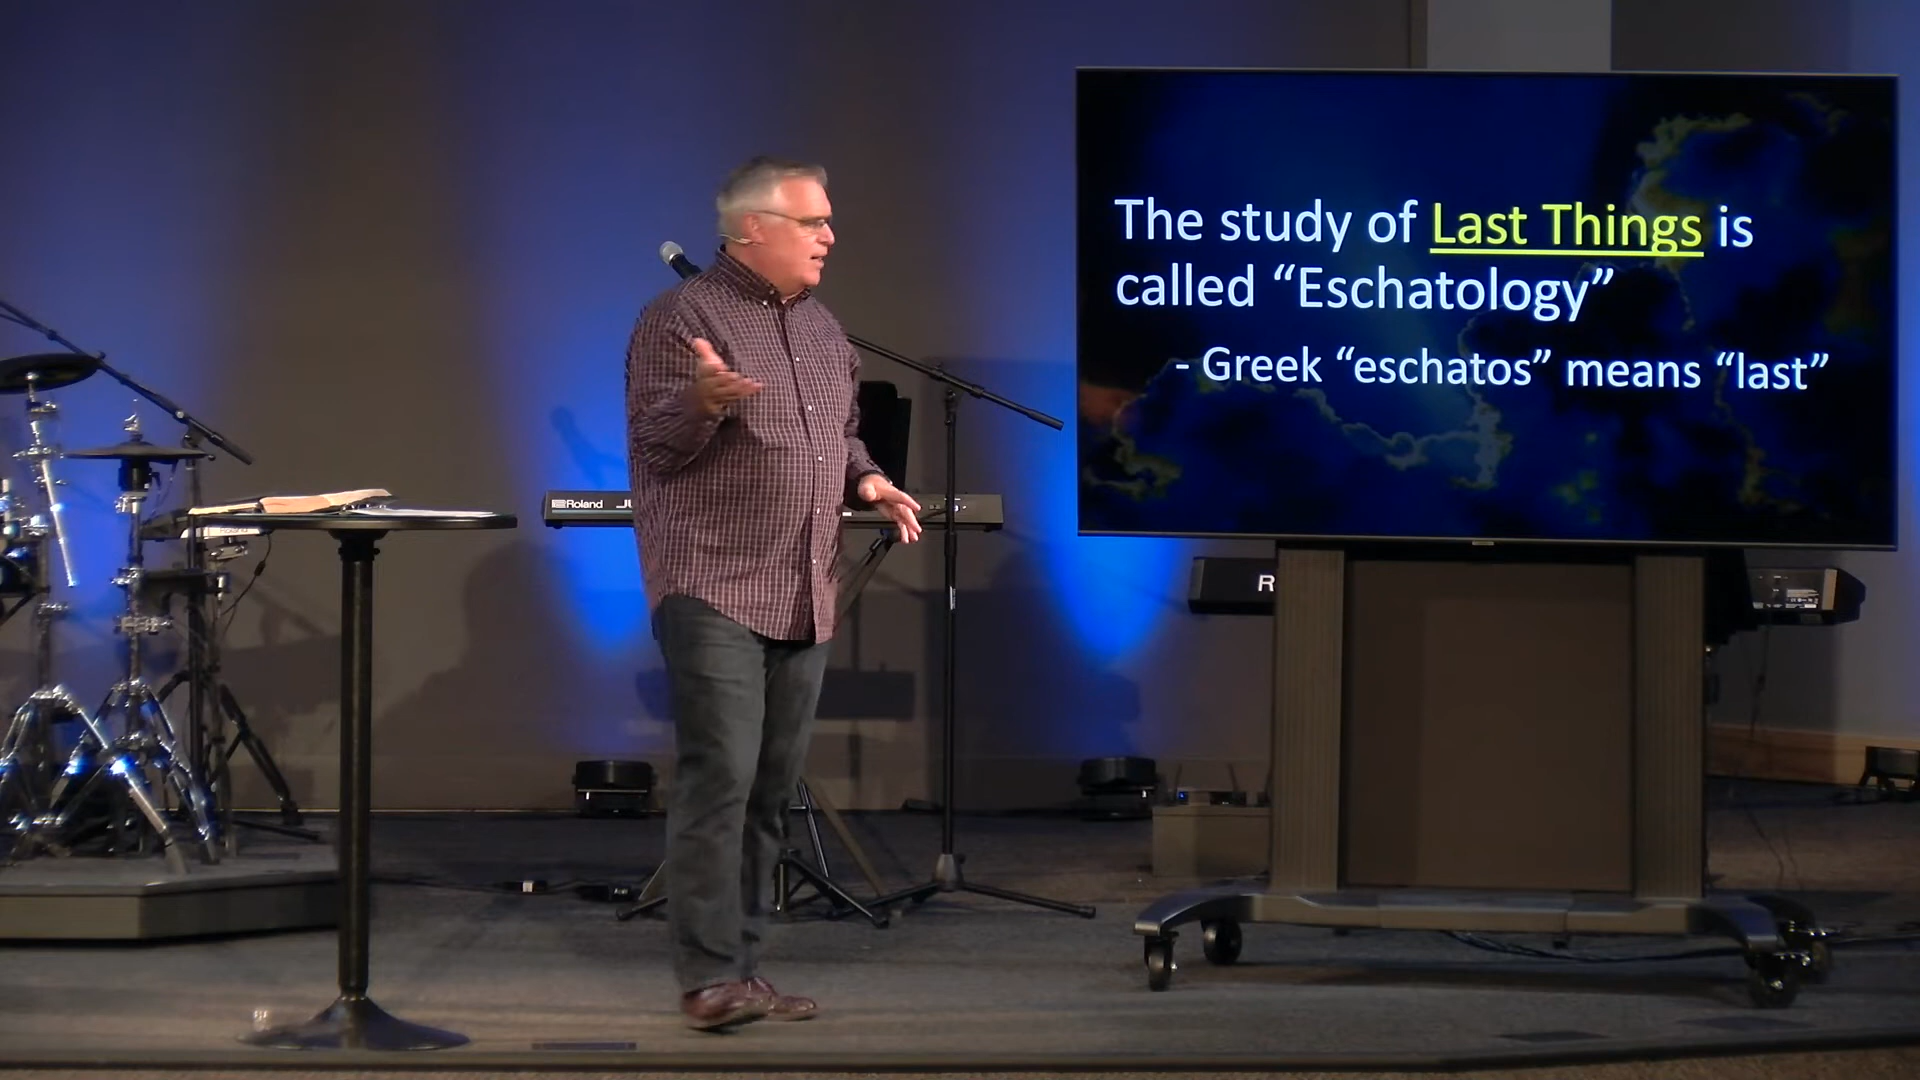 The study of Last Things is
called “Eschatology”
- Greek “eschatos” means “last”
Roland
R